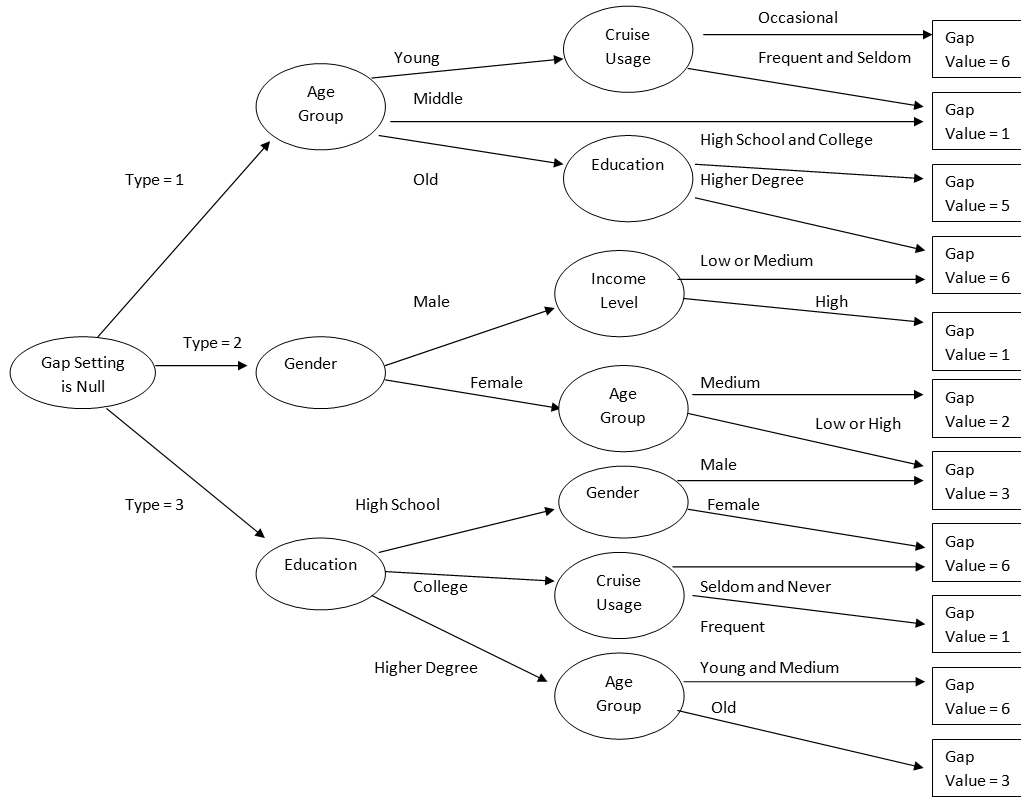 Occasional
Cruise
Usage
Gap
Value = 6
Young
Frequent and Seldom
Age
Group
Middle
Gap
Value = 1
High School and College
Type = 1
Old
Education
Higher Degree
Gap
Value = 5
Gap
Value = 6
Low or Medium
Income
Level
Male
High
Gap
Value = 1
Type = 2
Gap Setting
is Null
Gender
Female
Medium
Age
Group
Gap
Value = 2
Low or High
Male
Gap
Value = 3
Type = 3
High School
Gender
Female
Gap
Value = 6
Education
College
Cruise
Usage
Seldom and Never
Frequent
Gap
Value = 1
Higher Degree
Young and Medium
Age
Group
Old
Gap
Value = 6
Gap
Value = 3